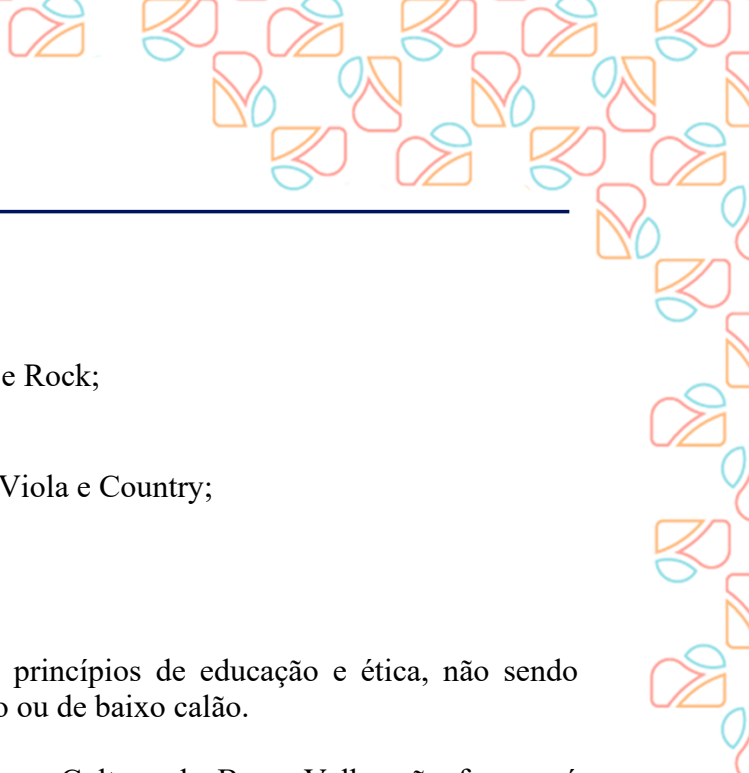 e Rock;
Viola e Country;
princípios de educação e ética, não sendo
o ou de baixo calão.